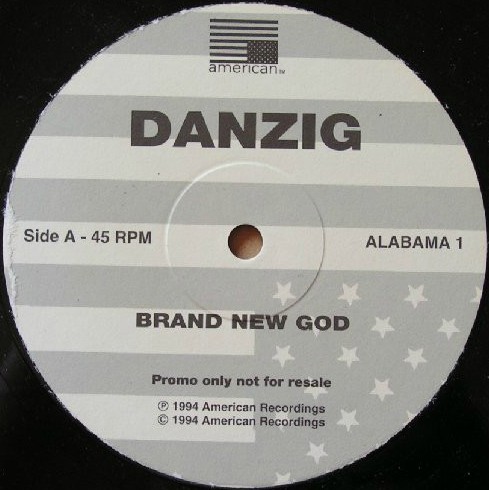 american™
DANZIG
Side A - 45 RPM
ALABAMA 1
BRAND NEW GOD
Promo only not for resale
℗ 1994 American Recordings
© 1994 American Recordings